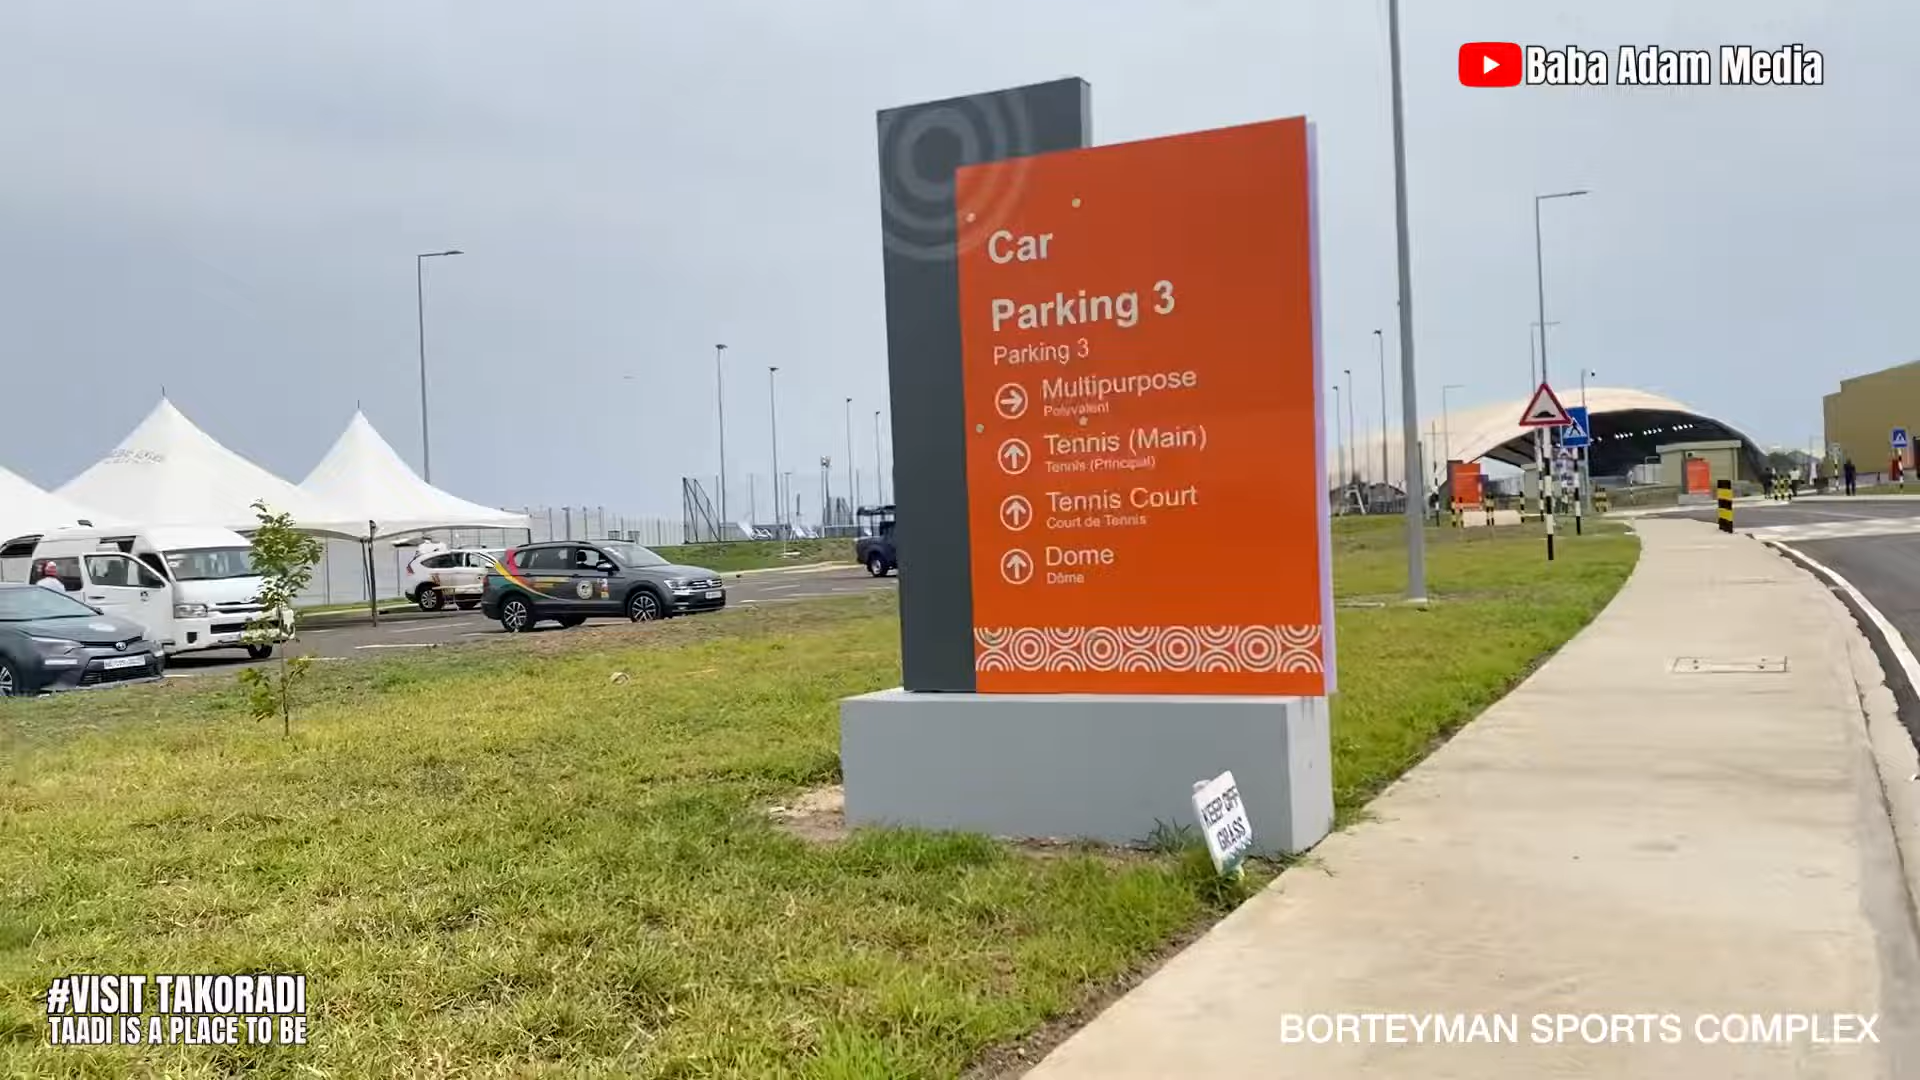 Baba Adam Media
Car
Parking 3
Parking 3
Multipurpose
Polyvalent
Tennis (Main)
Tennis (Principal)
Tennis Court
Court de Tennis
Dome
Dôme
KEEP OFF
GRASS
#VISIT TAKORADI
TAADI IS A PLACE TO BE
BORTEYMAN SPORTS COMPLEX